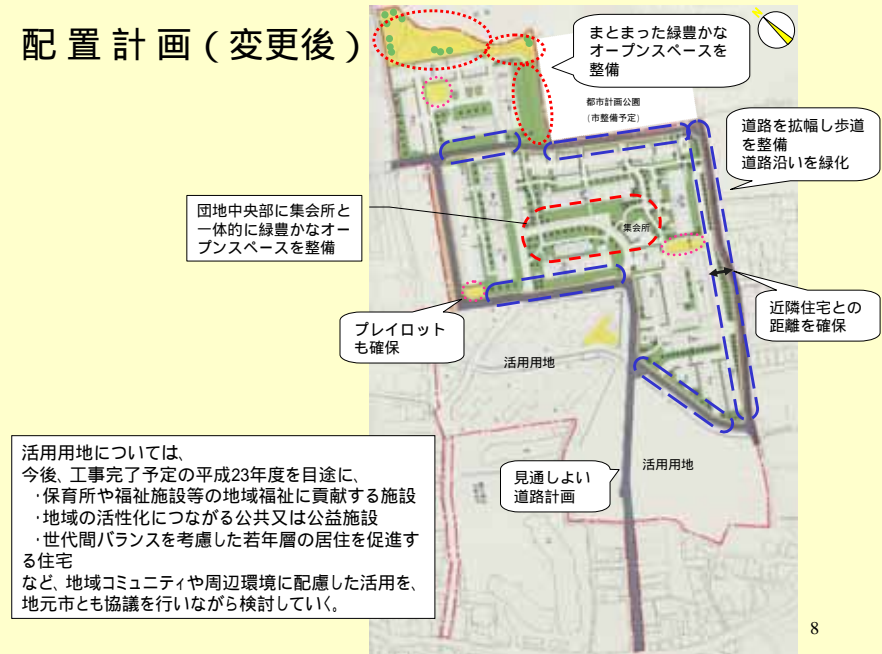 配 置 計 画 ( 変更後 )
まとまった緑豊かな
オープンスペースを
整備
都市計画公園
(市整備予定)
道路を拡幅し歩道
を整備
道路沿いを緑化
団地中央部に集会所と
一体的に緑豊かなオー
プンスペースを整備
集会所
近隣住宅との
距離を確保
プレイロット
も確保
活用用地
活用用地
見通しよい
道路計画
活用用地については、
今後、工事完了予定の平成23年度を目途に、
・保育所や福祉施設等の地域福祉に貢献する施設
・地域の活性化につながる公共又は公益施設
・世代間バランスを考慮した若年層の居住を促進す
る住宅
など、地域コミュニティや周辺環境に配慮した活用を、
地元市とも協議を行いながら検討していく。
8